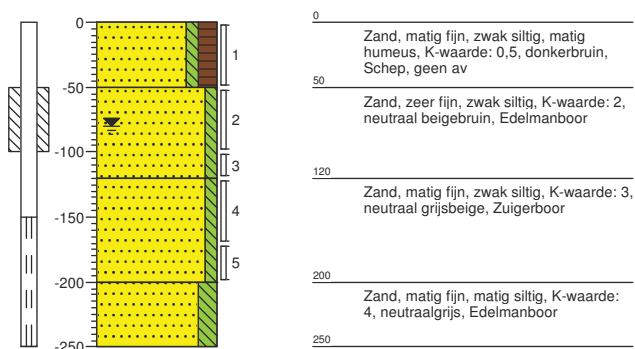 0
-50
-100
-150
-200
-250
1
2
3
4
5
0
Zand, matig fijn, zwak siltig, matig
humeus, K-waarde: 0,5, donkerbruin,
Schep, geen av
50
Zand, zeer fijn, zwak siltig, K-waarde: 2,
neutraal beigebruin, Edelmanboor
120
Zand, matig fijn, zwak siltig, K-waarde: 3,
neutraal grijsbeige, Zuigerboor
200
Zand, matig fijn, matig siltig, K-waarde:
4, neutraalgrijs, Edelmanboor
250